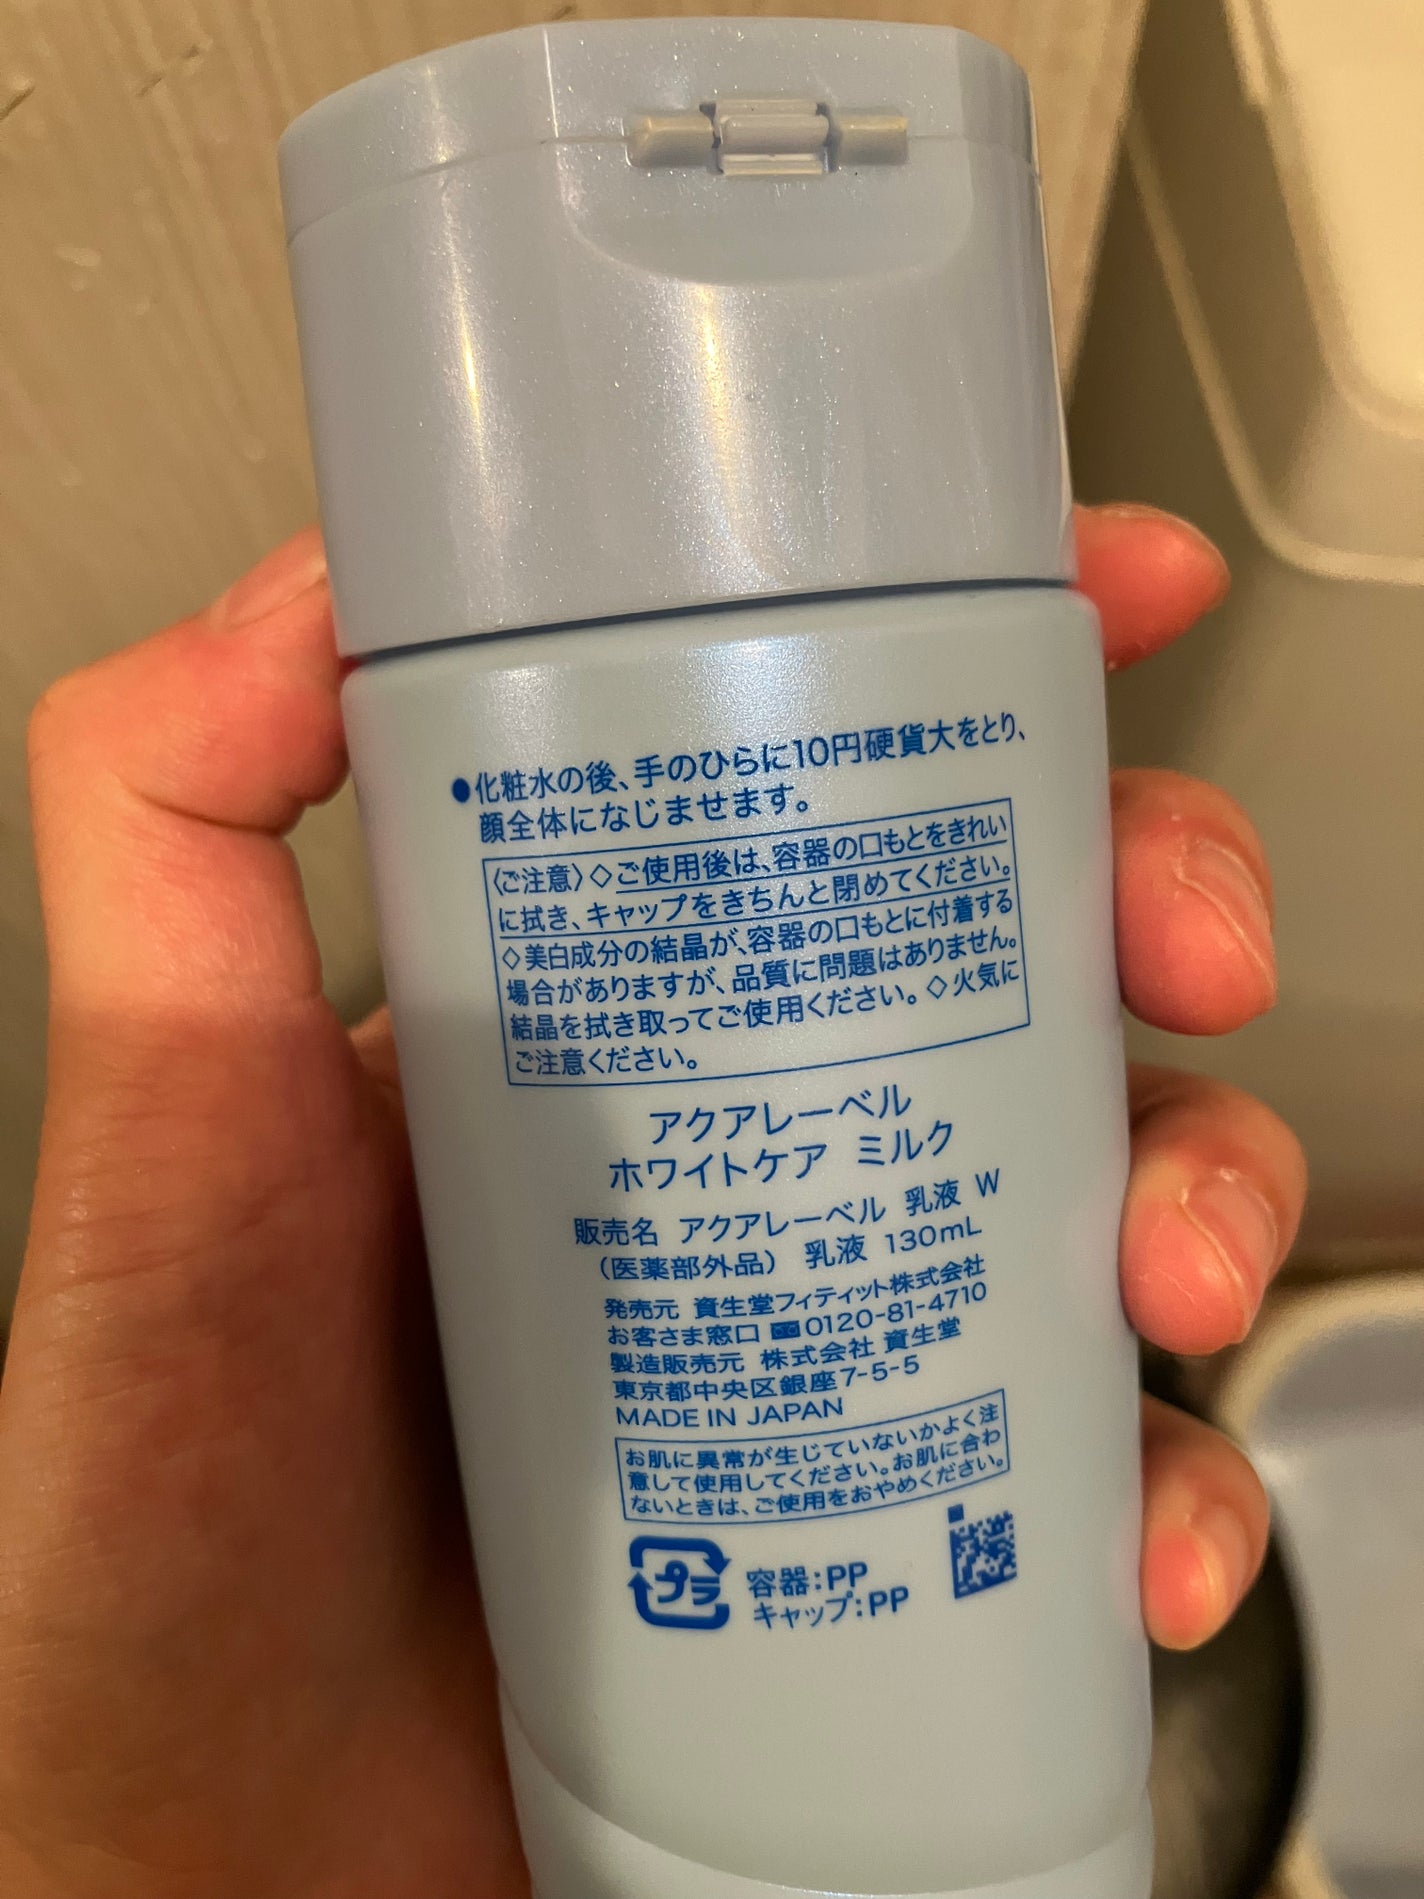 ●化粧水の後、手のひらに10円硬貨大をとり、
顔全体になじませます。
〈ご注意〉◇ご使用後は、容器の口もとをきれい
に拭き、キャップをきちんと閉めてください。
◇美白成分の結晶が、容器の口もとに付着する
場合がありますが、品質に問題はありません。
結晶を拭き取ってご使用ください。◇火気に
ご注意ください。
アクアレーベル
ホワイトケア ミルク
販売名 アクアレーベル 乳液 W
(医薬部外品) 乳液 130mL
発売元 資生堂フィティット株式会社
お客さま窓口 0120-81-4710
製造販売元 株式会社 資生堂
東京都中央区銀座7-5-5
MADE IN JAPAN
お肌に異常が生じていないかよく注
意して使用してください。お肌に合わ
ないときは、ご使用をおやめください。
プラ 容器:PP
キャップ:PP